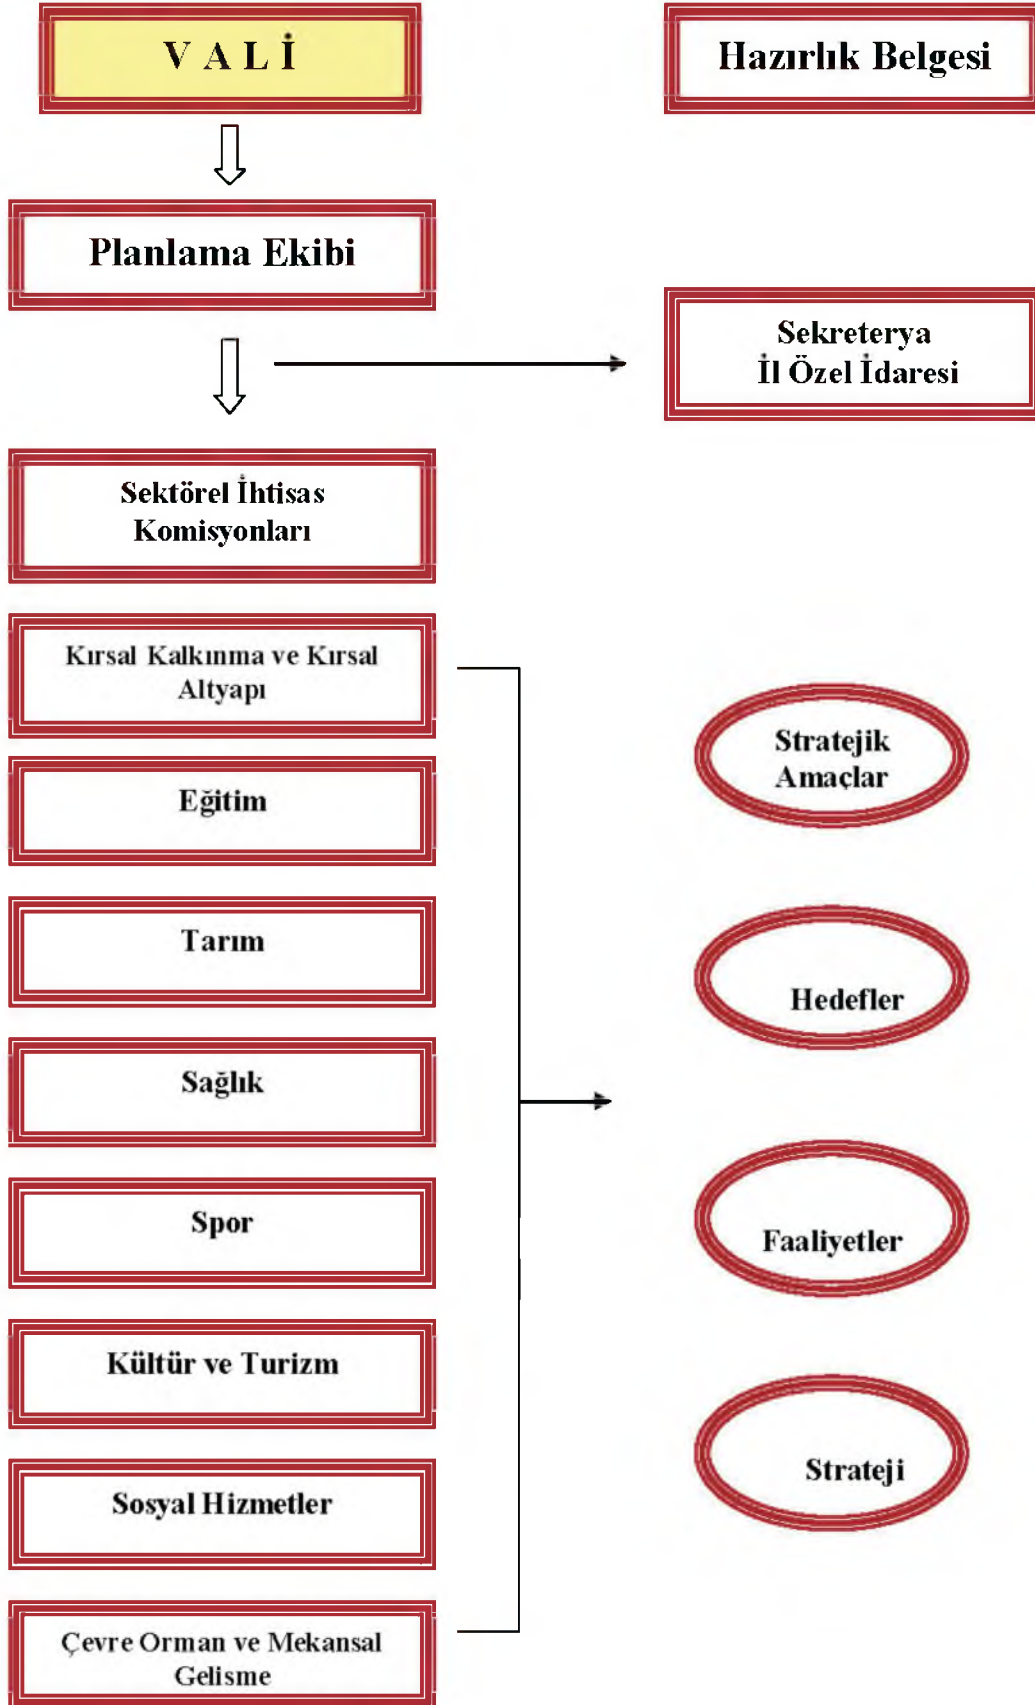 V A L İ
Hazırlık Belgesi
Planlama Ekibi
Sekreterya
İl Özel İdaresi
Sektörel İhtisas
Komisyonları
Kırsal Kalkınma ve Kırsal
Altyapı
Eğitim
Tarım
Sağlık
Spor
Kültür ve Turizm
Sosyal Hizmetler
Çevre Orman ve Mekansal
Gelisme
Stratejik
Amaçlar
Hedefler
Faaliyetler
Strateji